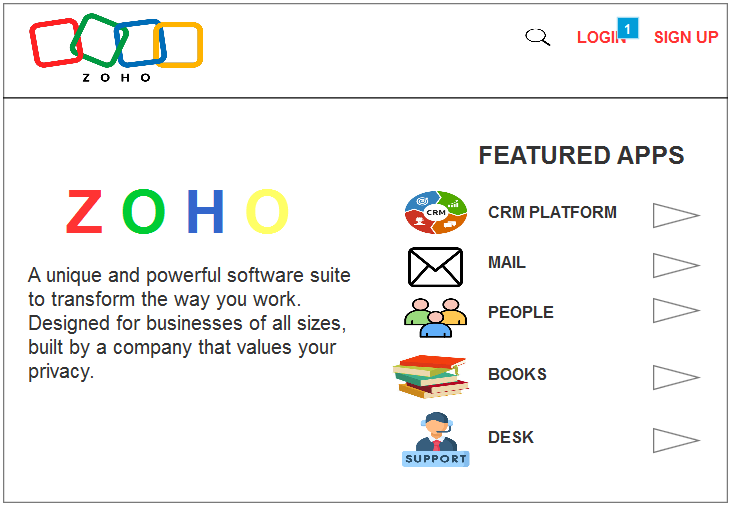 ZOHO
LOGIN
1
SIGN UP
FEATURED APPS
Z O H O
A unique and powerful software suite
to transform the way you work.
Designed for businesses of all sizes,
built by a company that values your
privacy.
CRM
CRM PLATFORM
MAIL
PEOPLE
BOOKS
DESK
SUPPORT